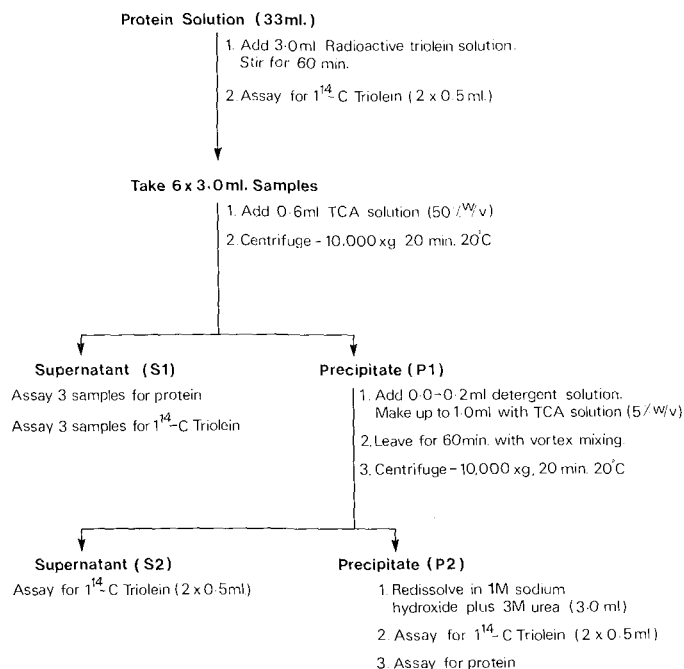 Protein Solution (33ml.)
1. Add 3·0ml Radioactive triolein solution.
Stir for 60 min.
2. Assay for 1¹⁴-C Triolein (2 x 0·5ml.)
Take 6 x 3·0ml. Samples
1. Add 0·6ml TCA solution (50%w/v)
2. Centrifuge - 10,000 xg 20 min. 20°C
Supernatant (S1)
Assay 3 samples for protein
Assay 3 samples for 1¹⁴-C Triolein
Precipitate (P1)
1. Add 0·0-0·2ml detergent solution.
Make up to 1·0ml with TCA solution (5%w/v)
2. Leave for 60min. with vortex mixing.
3. Centrifuge - 10,000 xg, 20 min. 20°C
Supernatant (S2)
Assay for 1¹⁴-C Triolein (2 x 0·5ml)
Precipitate (P2)
1. Redissolve in 1M sodium
hydroxide plus 3M urea (3·0 ml)
2. Assay for 1¹⁴-C Triolein (2 x 0·5ml)
3. Assay for protein